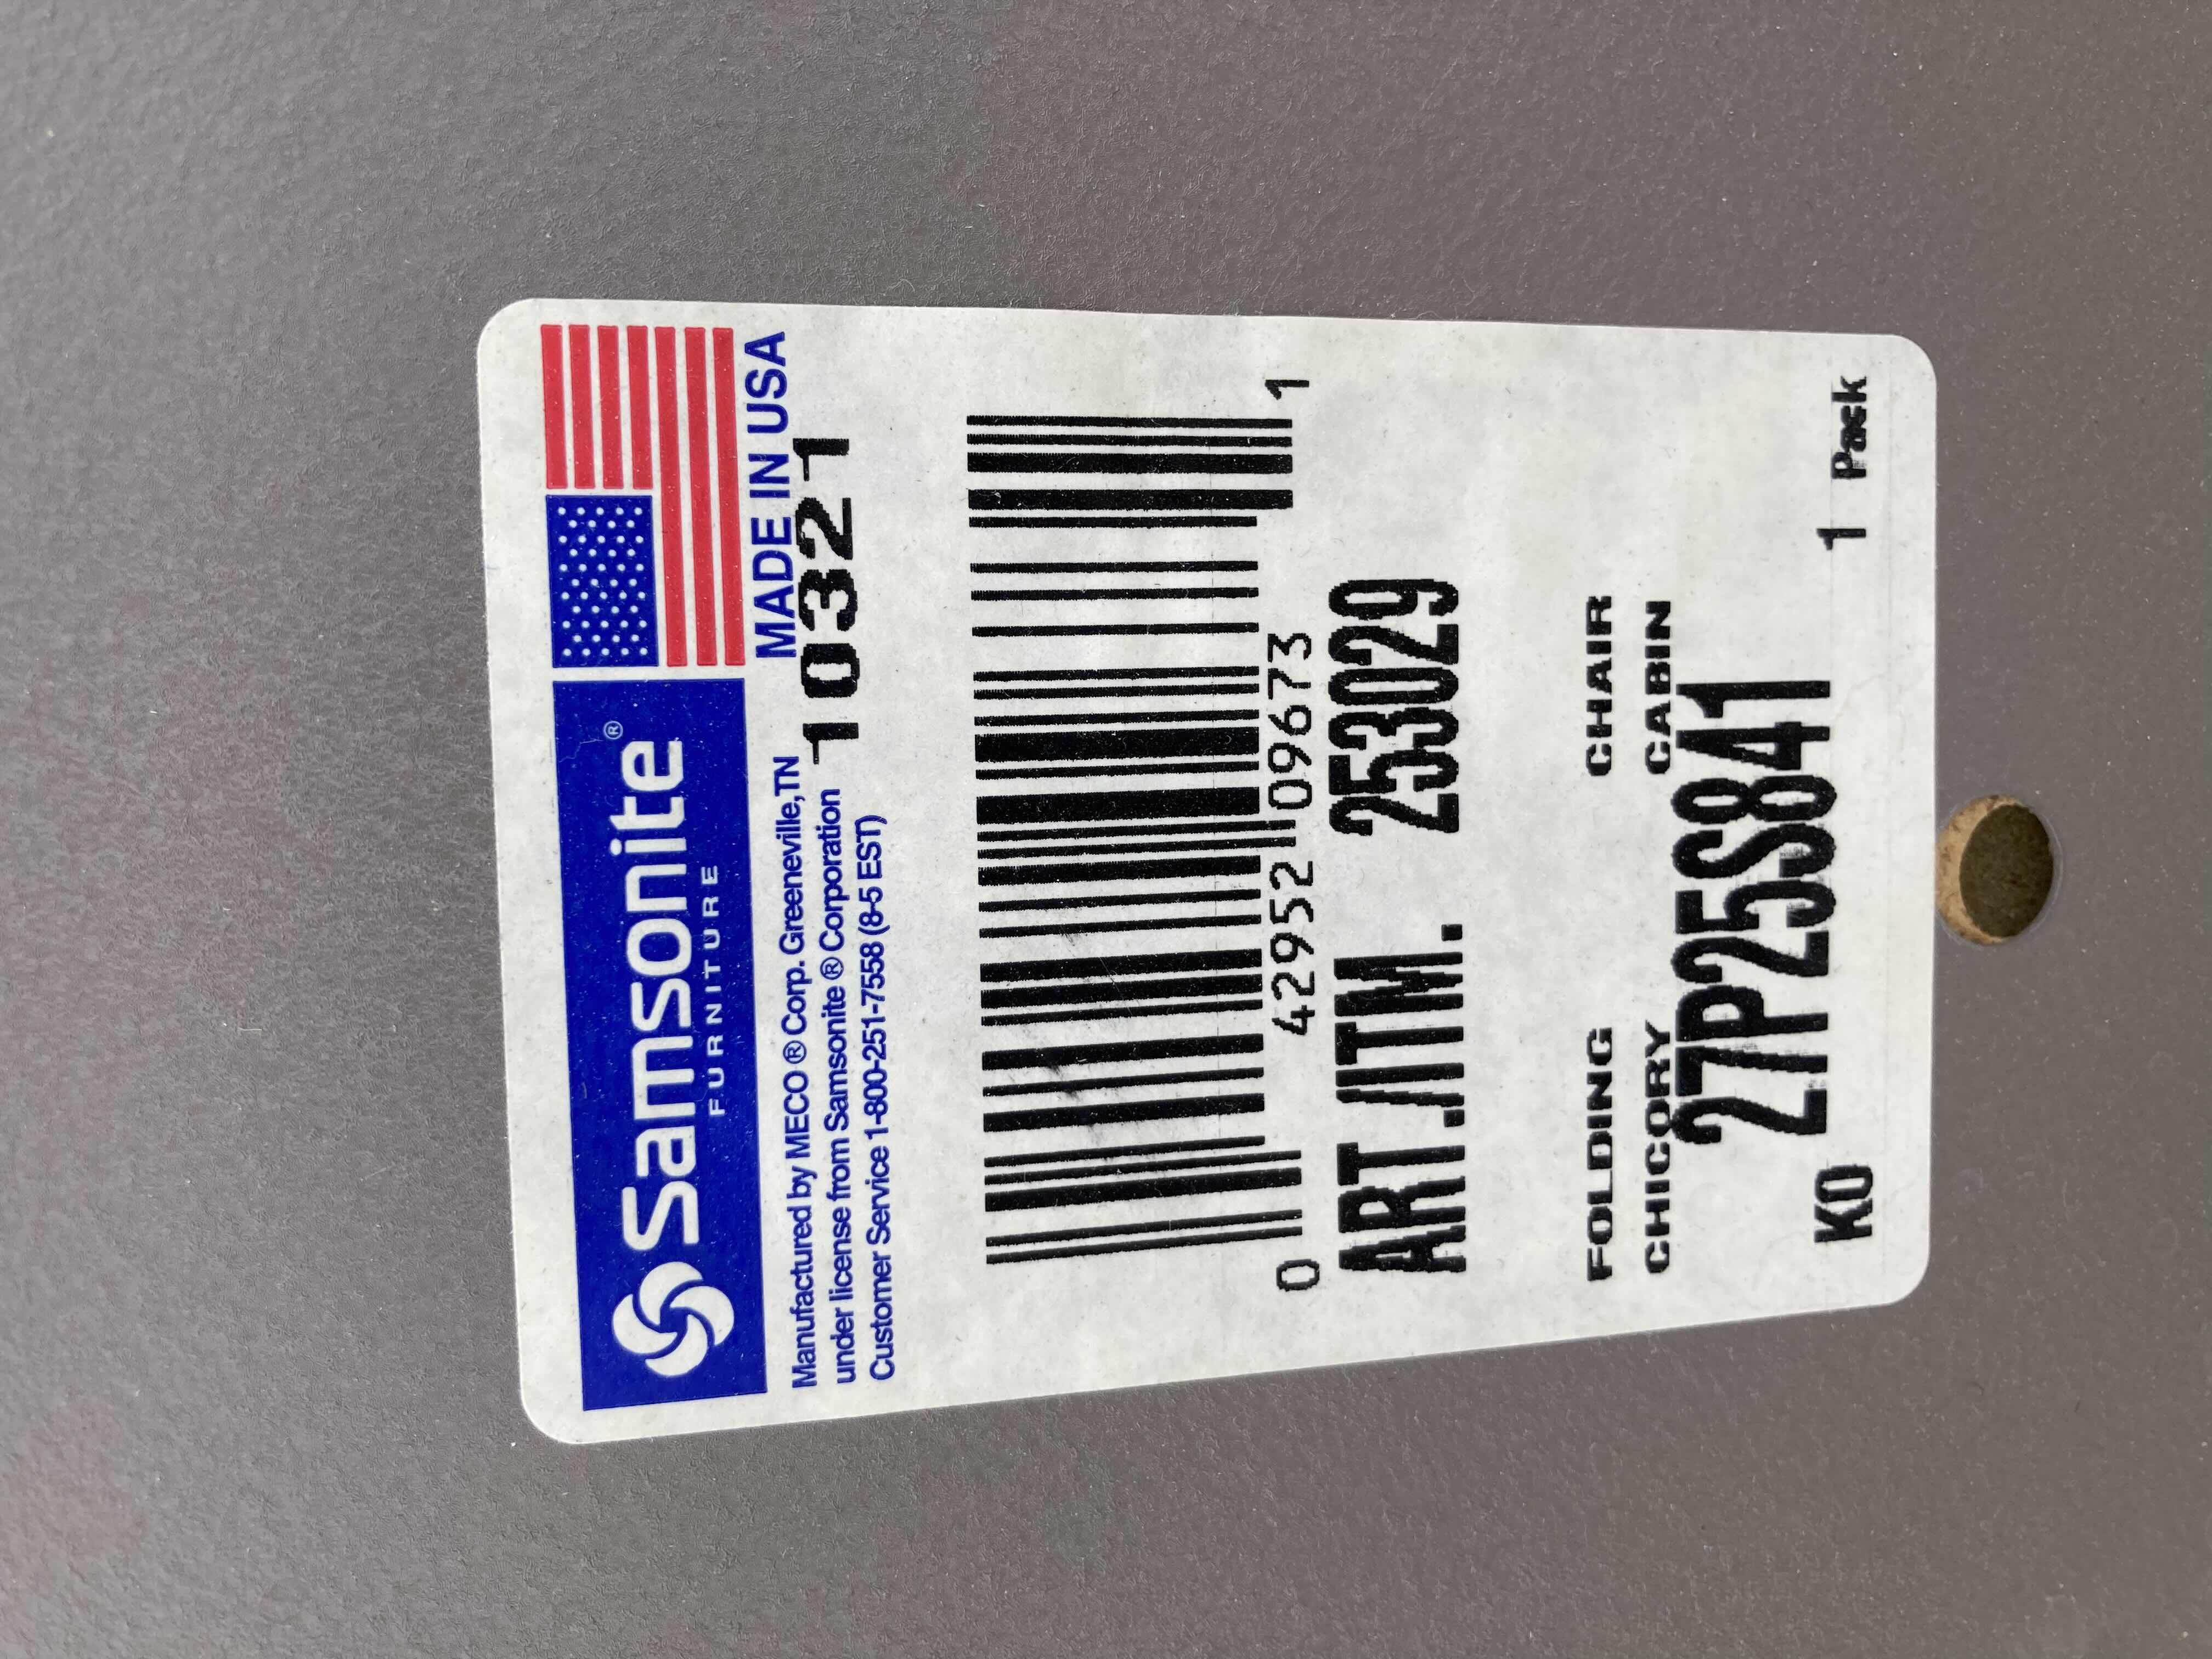 Samsonite®
FURNITURE
MADE IN USA
Manufactured by MECO ® Corp. Greeneville,TN
under license from Samsonite ® Corporation
10321
Customer Service 1-800-251-7558 (8-5 EST)
0 42952 09673 1
ART./ITM. 253029
FOLDING CHAIR
CHICORY CABIN
27P25S841
KO 1 Pack